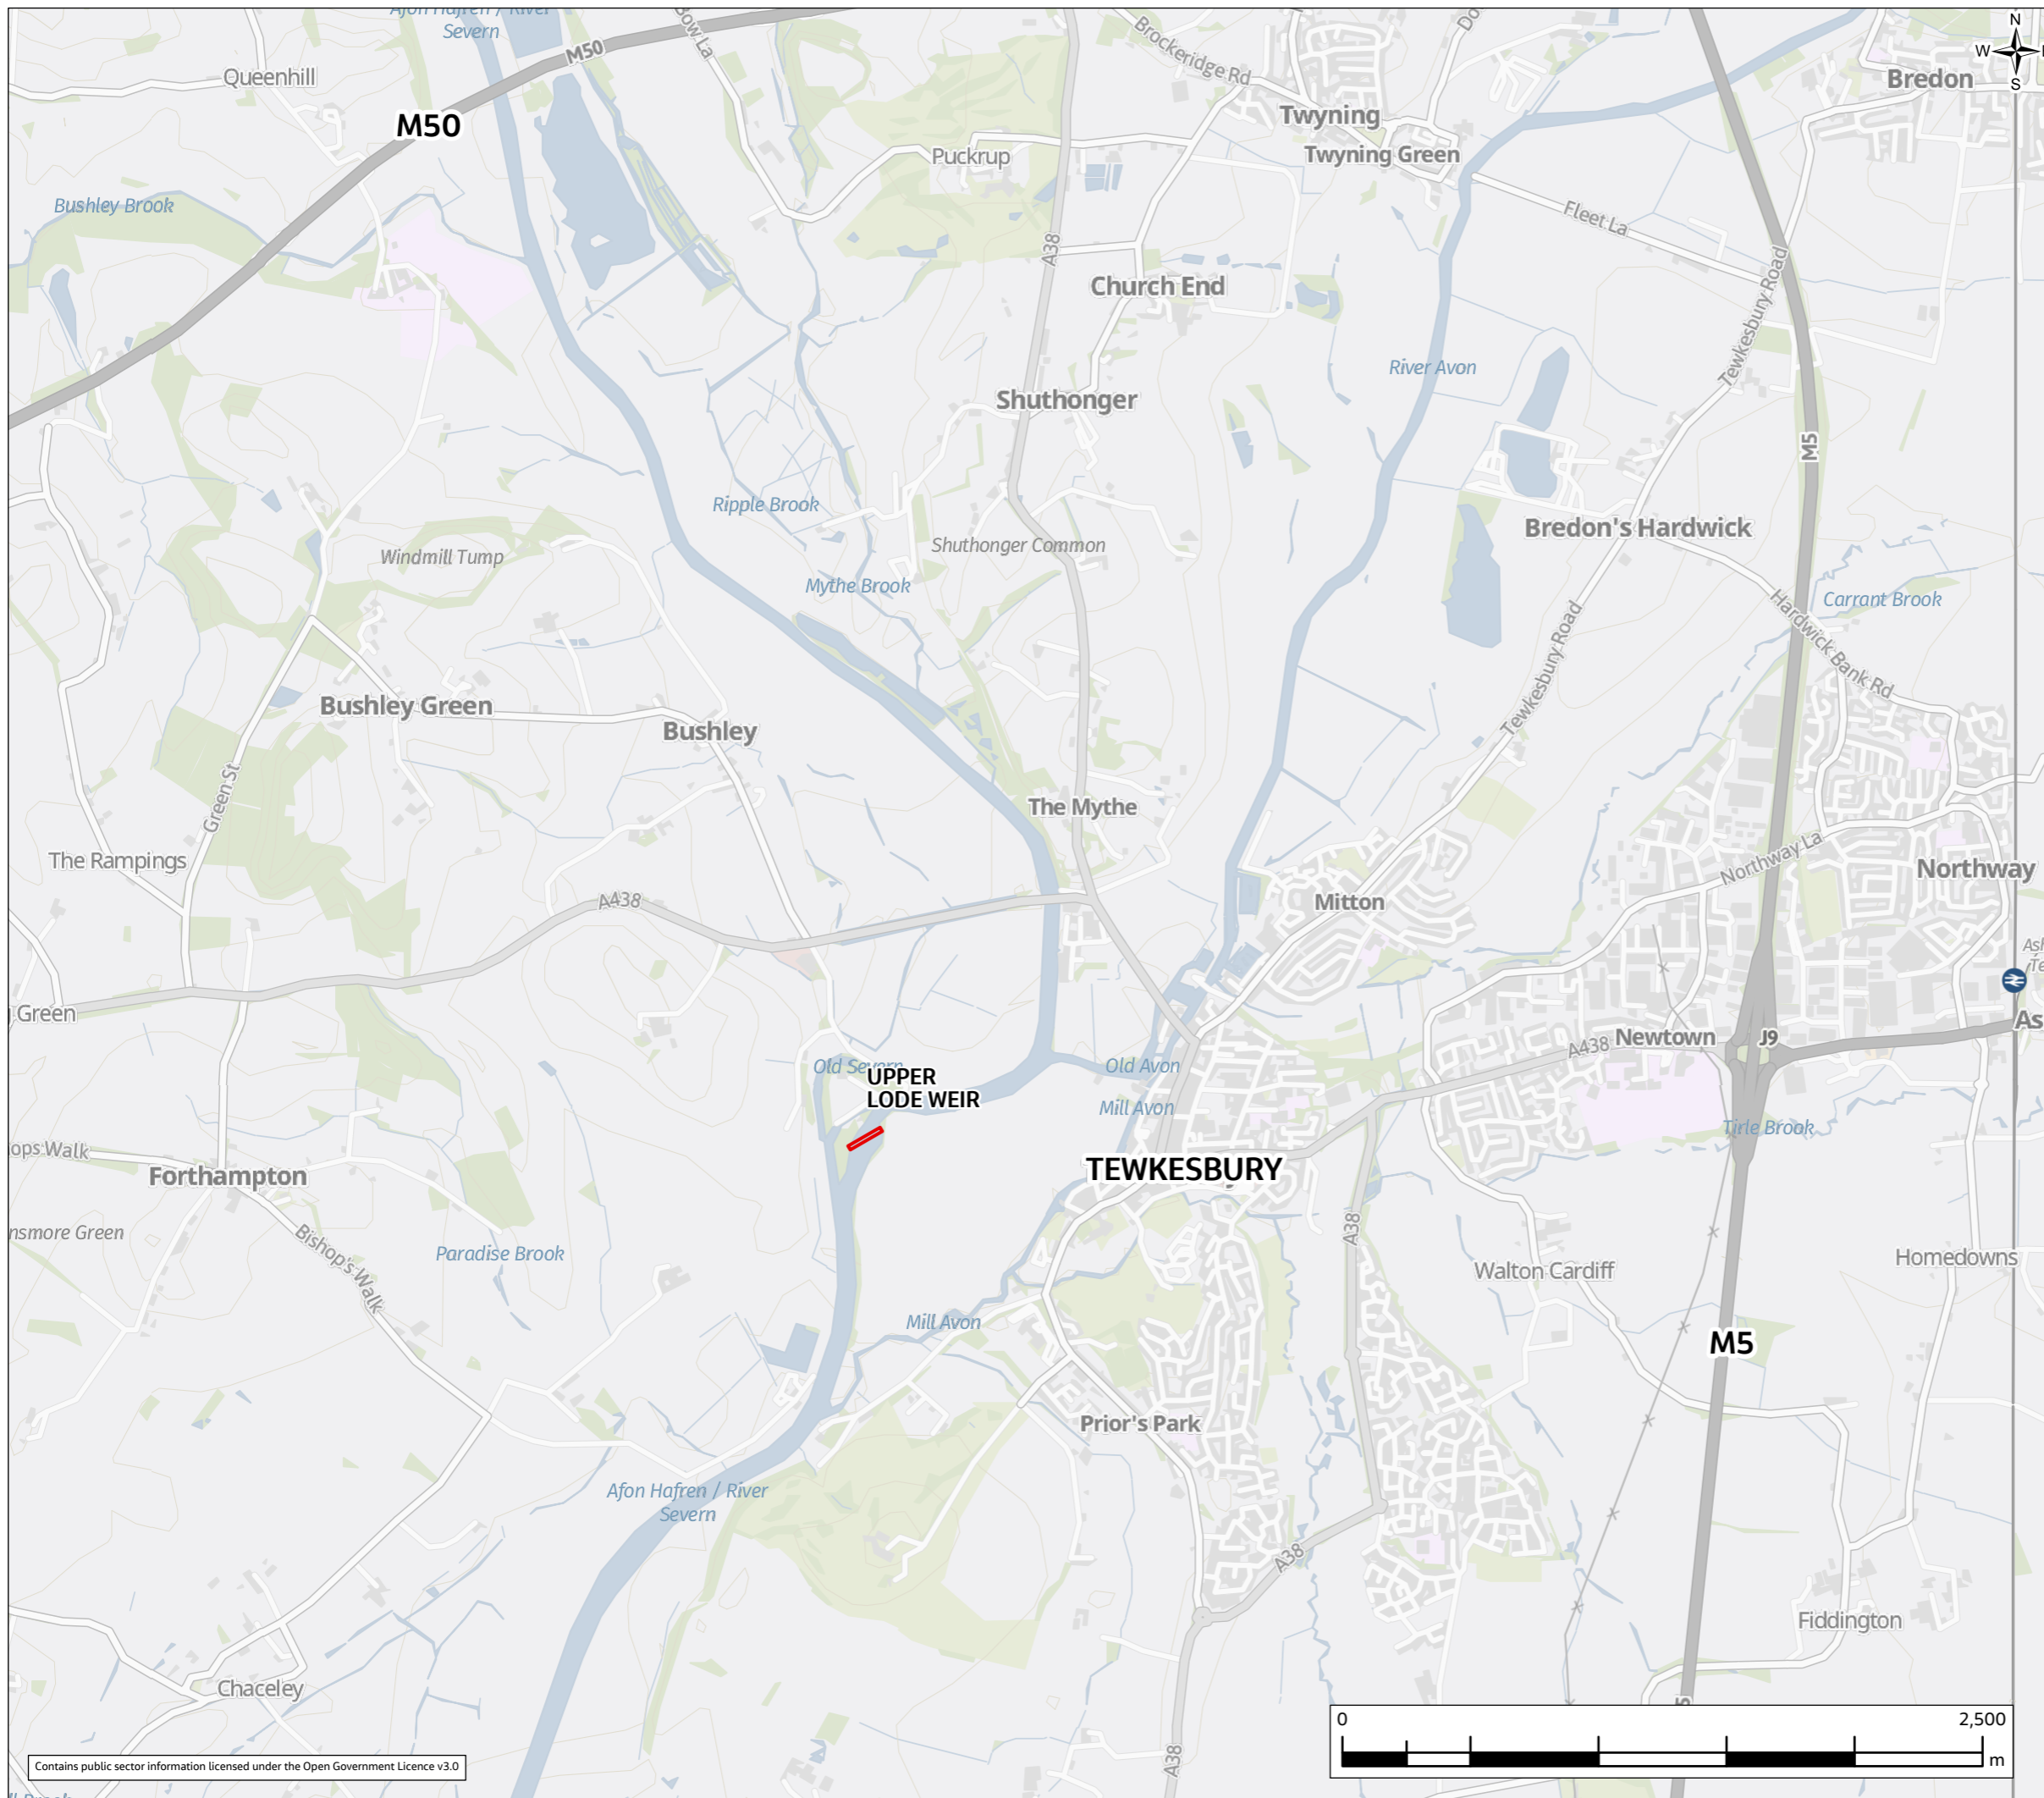 Afon Hafren / River
Severn
M50
Bow La
Brockeridge Rd
N
W
S
Queenhill
Bredon
M50
Twyning
Twyning Green
Puckrup
Bushley Brook
Fleet La
A38
Church End
Tewkesbury Road
River Avon
Shuthonger
M5
Ripple Brook
Bredon's Hardwick
Shuthonger Common
Windmill Tump
Mythe Brook
Carrant Brook
Hardwick Bank Rd
Tewkesbury Road
Bushley Green
Bushley
Green St
The Mythe
The Rampings
Northway La
Northway
A438
Mitton
Green
Newtown
J9
As
A438
Old Severn
Old Avon
UPPER
LODE WEIR
Mill Avon
Tirle Brook
ops Walk
Forthampton
TEWKESBURY
nsmore Green
Bishop's Walk
Paradise Brook
A38
Walton Cardiff
Homedowns
Mill Avon
M5
Prior's Park
Afon Hafren / River
Severn
A38
Fiddington
Chaceley
A38
0
2,500
m
Contains public sector information licensed under the Open Government Licence v3.0